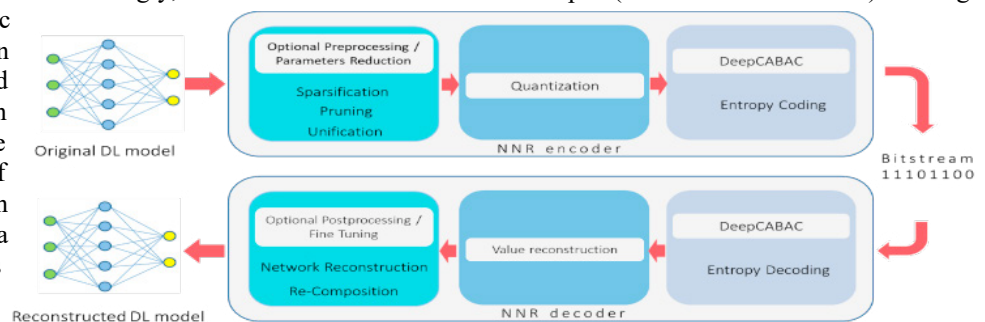 Optional Preprocessing /
Parameters Reduction
Sparsification
Pruning
Unification
Quantization
DeepCABAC
Entropy Coding
Original DL model
NNR encoder
Bitstream
11101100
Optional Postprocessing /
Fine Tuning
Network Reconstruction
Re-Composition
Value reconstruction
DeepCABAC
Entropy Decoding
Reconstructed DL model
NNR decoder